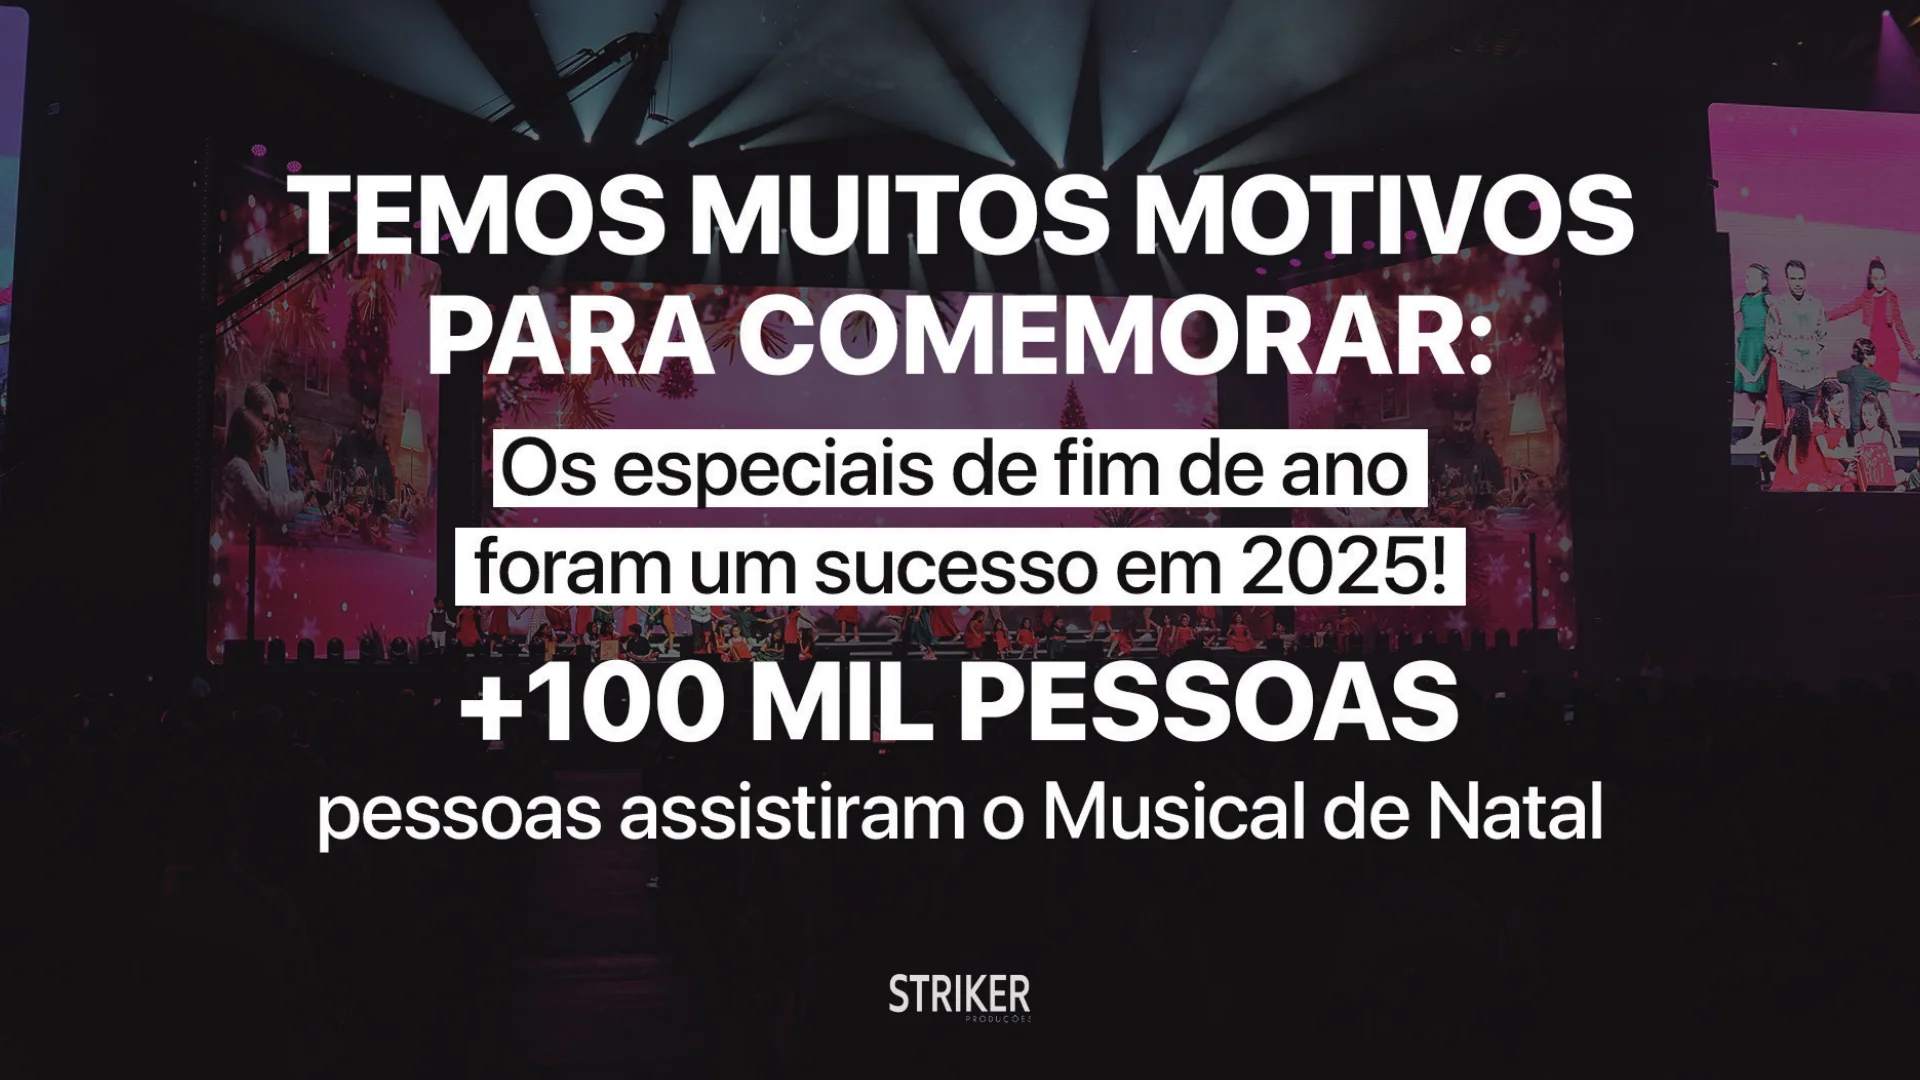 TEMOS MUITOS MOTIVOS
PARA COMEMORAR:
Os especiais de fim de ano
foram um sucesso em 2025!
+100 MIL PESSOAS
pessoas assistiram o Musical de Natal
STRIKER
PRODUÇÕES